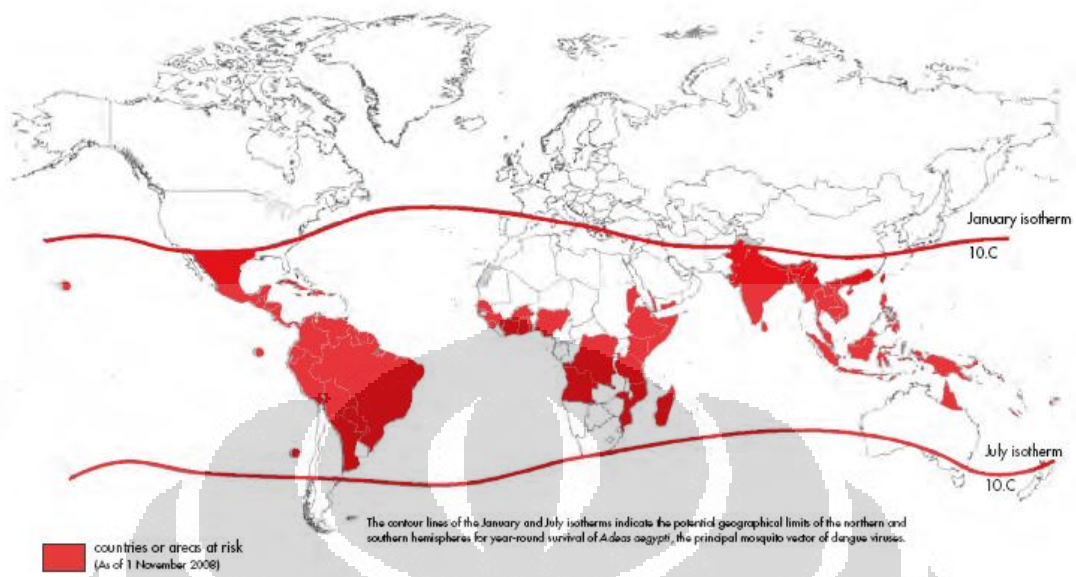 January isotherm
10.C
July isotherm
10.C
The contour lines of the January and July isotherms indicate the potential geographical limits of the northern and
southern hemispheres for year-round survival of Adeas aegypti, the principal mosquito vector of dengue viruses.
countries or areas at risk
(As of 1 November 2008)